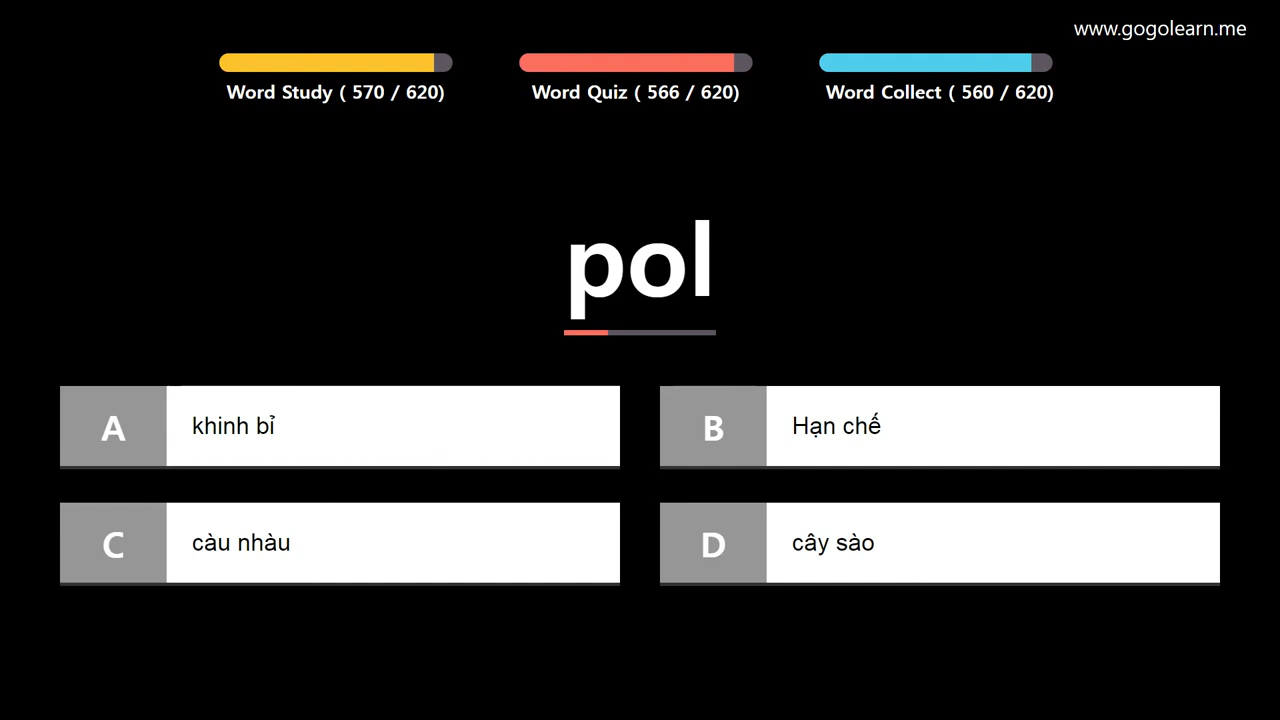 www.gogolearn.me
Word Study ( 570 / 620)
Word Quiz ( 566 / 620)
Word Collect ( 560 / 620)
pol
A
khinh bỉ
B
Hạn chế
C
càu nhàu
D
cây sào